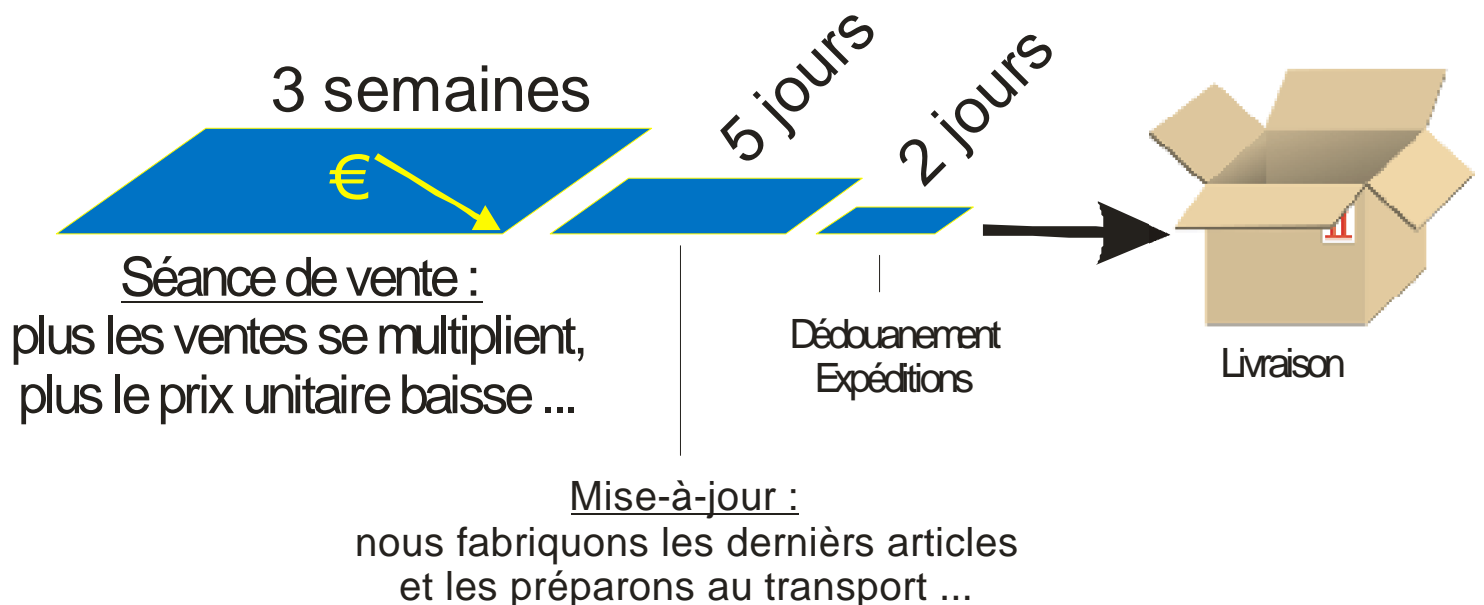 3 semaines
5 jours
2 jours
€
Séance de vente :
plus les ventes se multiplient,
plus le prix unitaire baisse ...
Dédouanement
Expéditions
Livraison
Mise-à-jour :
nous fabriquons les dernièrs articles
et les préparons au transport ...